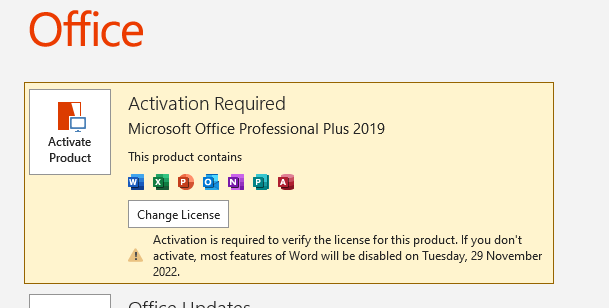 Office
Activation Required
Microsoft Office Professional Plus 2019
Activate
Product
This product contains
W X P O N P A
Change License
Activation is required to verify the license for this product. If you don't
activate, most features of Word will be disabled on Tuesday, 29 November
2022.
Office Updates